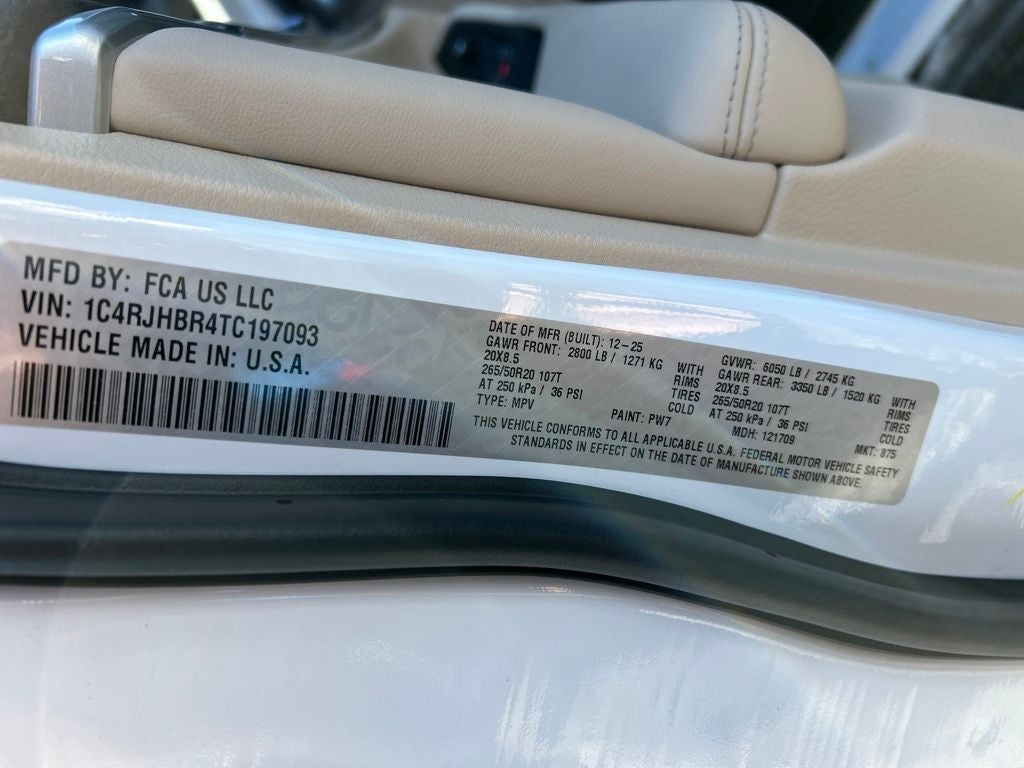 MFD BY: FCA US LLC
VIN: 1C4RJHBR4TC197093
VEHICLE MADE IN: U.S.A.
DATE OF MFR (BUILT): 12-25
GAWR FRONT: 2800 LB / 1271 KG WITH
20X8.5 RIMS
265/50R20 107T TIRES
AT 250 kPa / 36 PSI COLD
TYPE: MPV PAINT: PW7
GVWR: 6050 LB / 2745 KG
GAWR REAR: 3350 LB / 1520 KG WITH
20X8.5 RIMS
265/50R20 107T TIRES
AT 250 kPa / 36 PSI COLD
MDH: 121709 MKT: 875
THIS VEHICLE CONFORMS TO ALL APPLICABLE U.S.A. FEDERAL MOTOR VEHICLE SAFETY
STANDARDS IN EFFECT ON THE DATE OF MANUFACTURE SHOWN ABOVE.